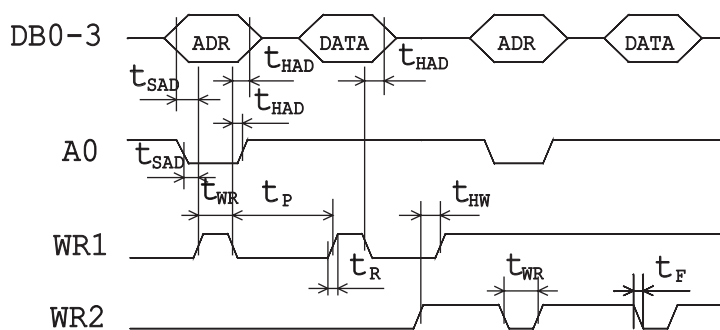 DB0-3 ADR DATA ADR DATA
tHAD tHAD
tSAD
tHAD
A0
tSAD
tWR tP tHW
WR1
tR tWR tF
WR2